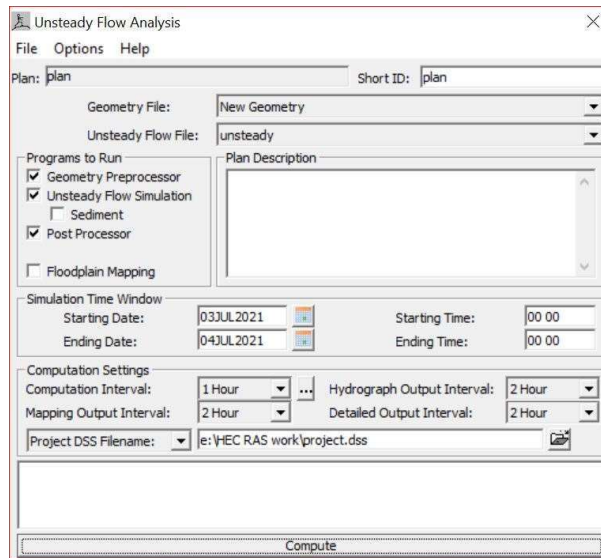 Unsteady Flow Analysis
File Options Help
Plan: plan Short ID: plan
Geometry File: New Geometry
Unsteady Flow File: unsteady
Programs to Run
Geometry Preprocessor
Unsteady Flow Simulation
Sediment
Post Processor
Floodplain Mapping
Plan Description
Simulation Time Window
Starting Date: 03JUL2021 Starting Time: 00 00
Ending Date: 04JUL2021 Ending Time: 00 00
Computation Settings
Computation Interval: 1 Hour ... Hydrograph Output Interval: 2 Hour
Mapping Output Interval: 2 Hour Detailed Output Interval: 2 Hour
Project DSS Filename: e:\HEC RAS work\project.dss
Compute